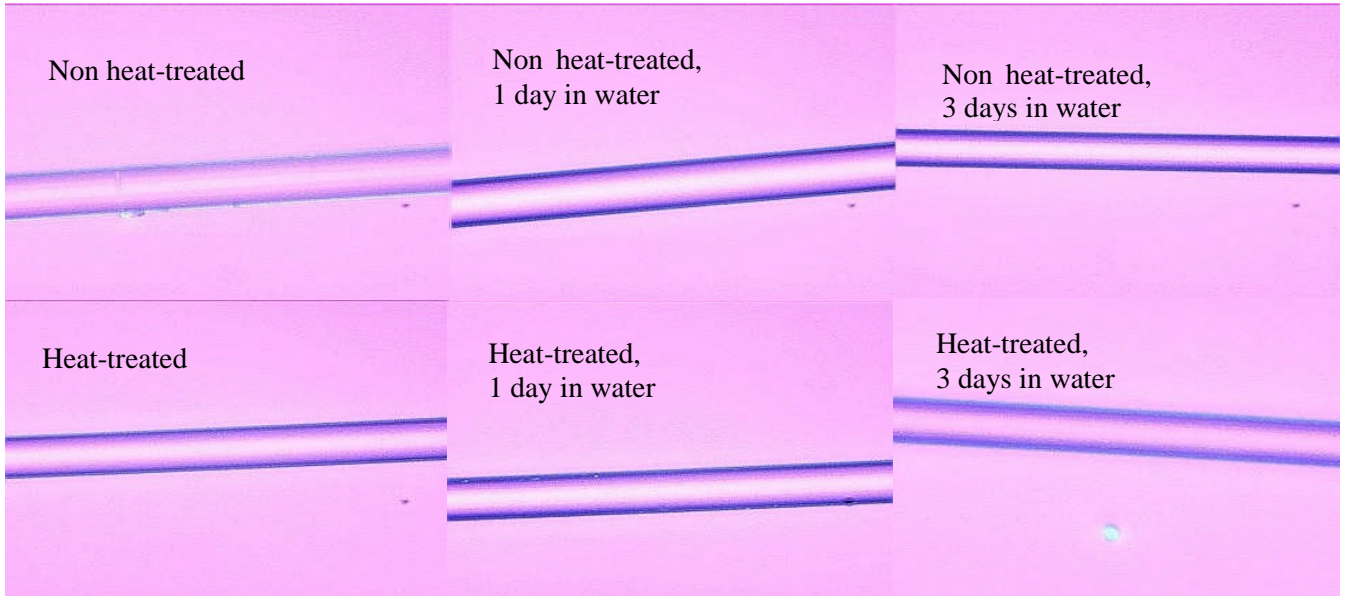 Non heat-treated
Non heat-treated,
1 day in water
Non heat-treated,
3 days in water
Heat-treated
Heat-treated,
1 day in water
Heat-treated,
3 days in water